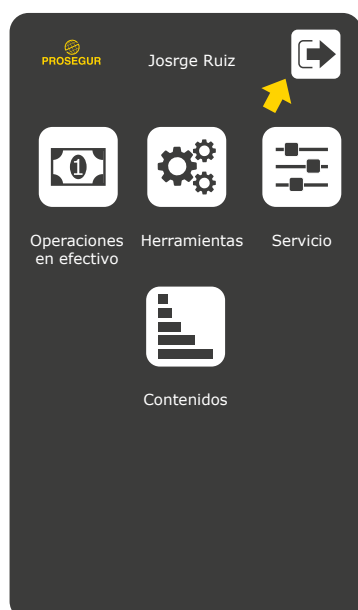 PROSEGUR
Josrge Ruiz
1
Operaciones
en efectivo
Herramientas
Servicio
Contenidos